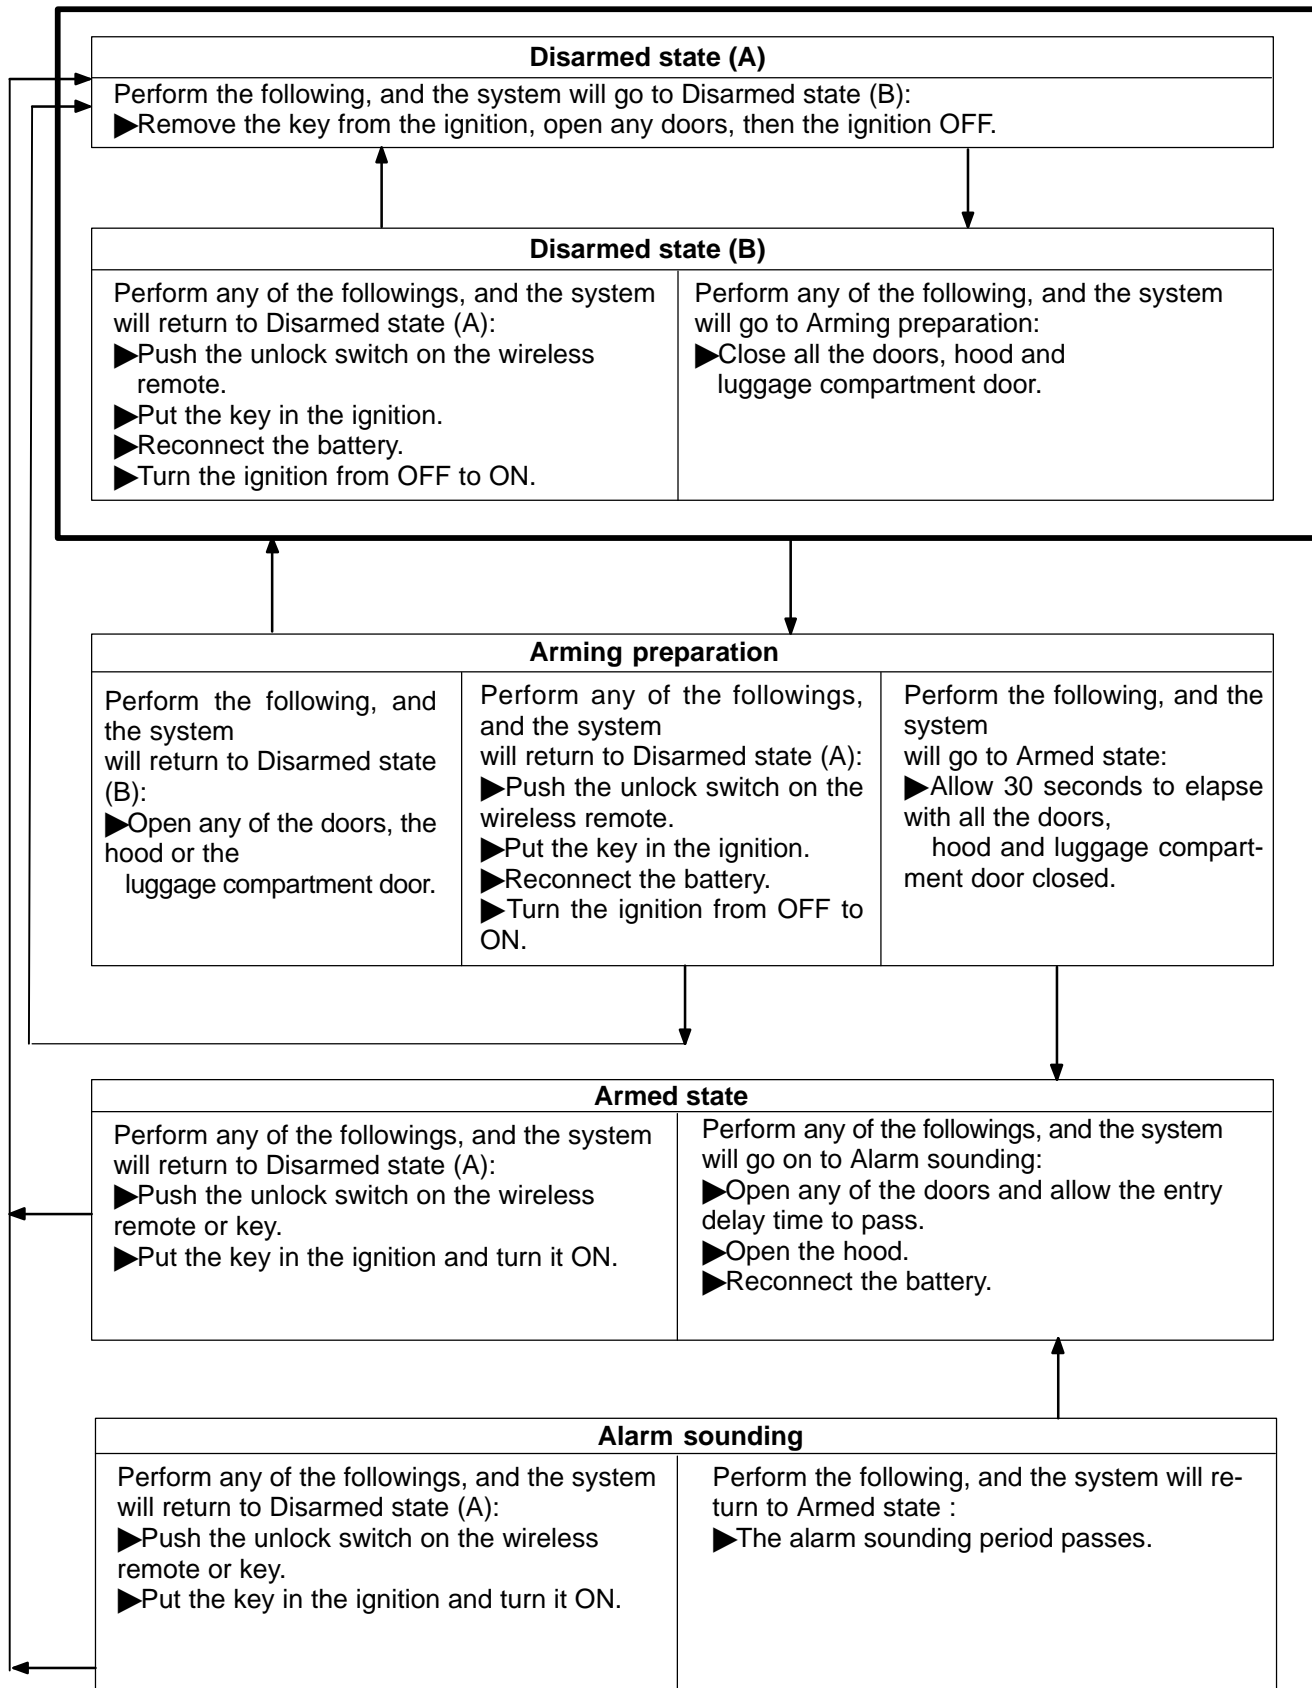 Disarmed state (A)
Perform the following, and the system will go to Disarmed state (B):
▶Remove the key from the ignition, open any doors, then the ignition OFF.
Disarmed state (B)
Perform any of the followings, and the system
will return to Disarmed state (A):
▶Push the unlock switch on the wireless
remote.
▶Put the key in the ignition.
▶Reconnect the battery.
▶Turn the ignition from OFF to ON.
Perform any of the following, and the system
will go to Arming preparation:
▶Close all the doors, hood and
luggage compartment door.
Arming preparation
Perform the following, and
the system
will return to Disarmed state
(B):
▶Open any of the doors, the
hood or the
luggage compartment door.
Perform any of the followings,
and the system
will return to Disarmed state (A):
▶Push the unlock switch on the
wireless remote.
▶Put the key in the ignition.
▶Reconnect the battery.
▶Turn the ignition from OFF to
ON.
Perform the following, and the
system
will go to Armed state:
▶Allow 30 seconds to elapse
with all the doors,
hood and luggage compart-
ment door closed.
Armed state
Perform any of the followings, and the system
will return to Disarmed state (A):
▶Push the unlock switch on the wireless
remote or key.
▶Put the key in the ignition and turn it ON.
Perform any of the followings, and the system
will go on to Alarm sounding:
▶Open any of the doors and allow the entry
delay time to pass.
▶Open the hood.
▶Reconnect the battery.
Alarm sounding
Perform any of the followings, and the system
will return to Disarmed state (A):
▶Push the unlock switch on the wireless
remote or key.
▶Put the key in the ignition and turn it ON.
Perform the following, and the system will re-
turn to Armed state :
▶The alarm sounding period passes.